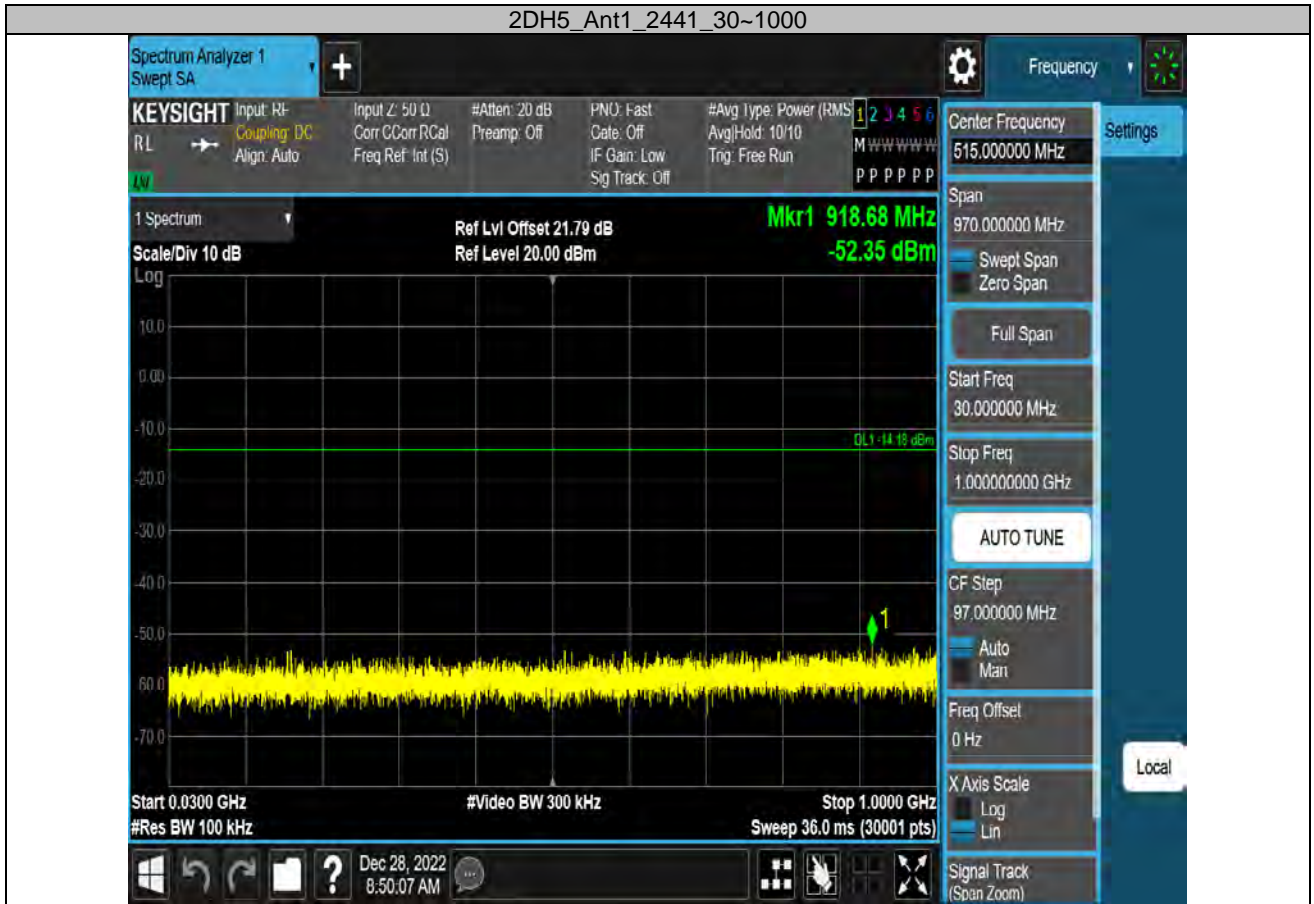 2DH5_Ant1_2441_30~1000
Spectrum Analyzer 1
Swept SA
+
Frequency
KEYSIGHT
RL
Input: RF
Coupling: DC
Align: Auto
Input Z: 50 Ω
Corr CCorr RCal
Freq Ref: Int (S)
#Atten: 20 dB
Preamp: Off
PNO: Fast
Gate: Off
IF Gain: Low
Sig Track: Off
#Avg Type: Power (RMS
Avg|Hold: 10/10
Trig: Free Run
1 2 3 4 5 6
M W W W W W
P P P P P P
1 Spectrum
Scale/Div 10 dB
Log
Ref Lvl Offset 21.79 dB
Ref Level 20.00 dBm
Mkr1 918.68 MHz
-52.35 dBm
10.0
0.00
-10.0
-20.0
-30.0
-40.0
-50.0
-60.0
-70.0
DL1 -14.18 dBm
1
Start 0.0300 GHz
#Res BW 100 kHz
#Video BW 300 kHz
Stop 1.0000 GHz
Sweep 36.0 ms (30001 pts)
Center Frequency
515.000000 MHz
Span
970.000000 MHz
Swept Span
Zero Span
Full Span
Start Freq
30.000000 MHz
Stop Freq
1.000000000 GHz
AUTO TUNE
CF Step
97.000000 MHz
Auto
Man
Freq Offset
0 Hz
X Axis Scale
Log
Lin
Signal Track
(Span Zoom)
Settings
Local
?
Dec 28, 2022
8:50:07 AM